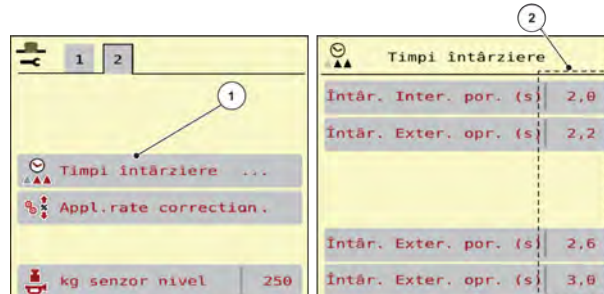 2
1 2
1
Timpi întârziere ...
Appl.rate correction.
kg senzor nivel 250
Timpi întârziere
Întâr. Inter. por. (s) 2,0
Întâr. Exter. opr. (s) 2,2
Întâr. Exter. por. (s) 2,6
Întâr. Exter. opr. (s) 3,0